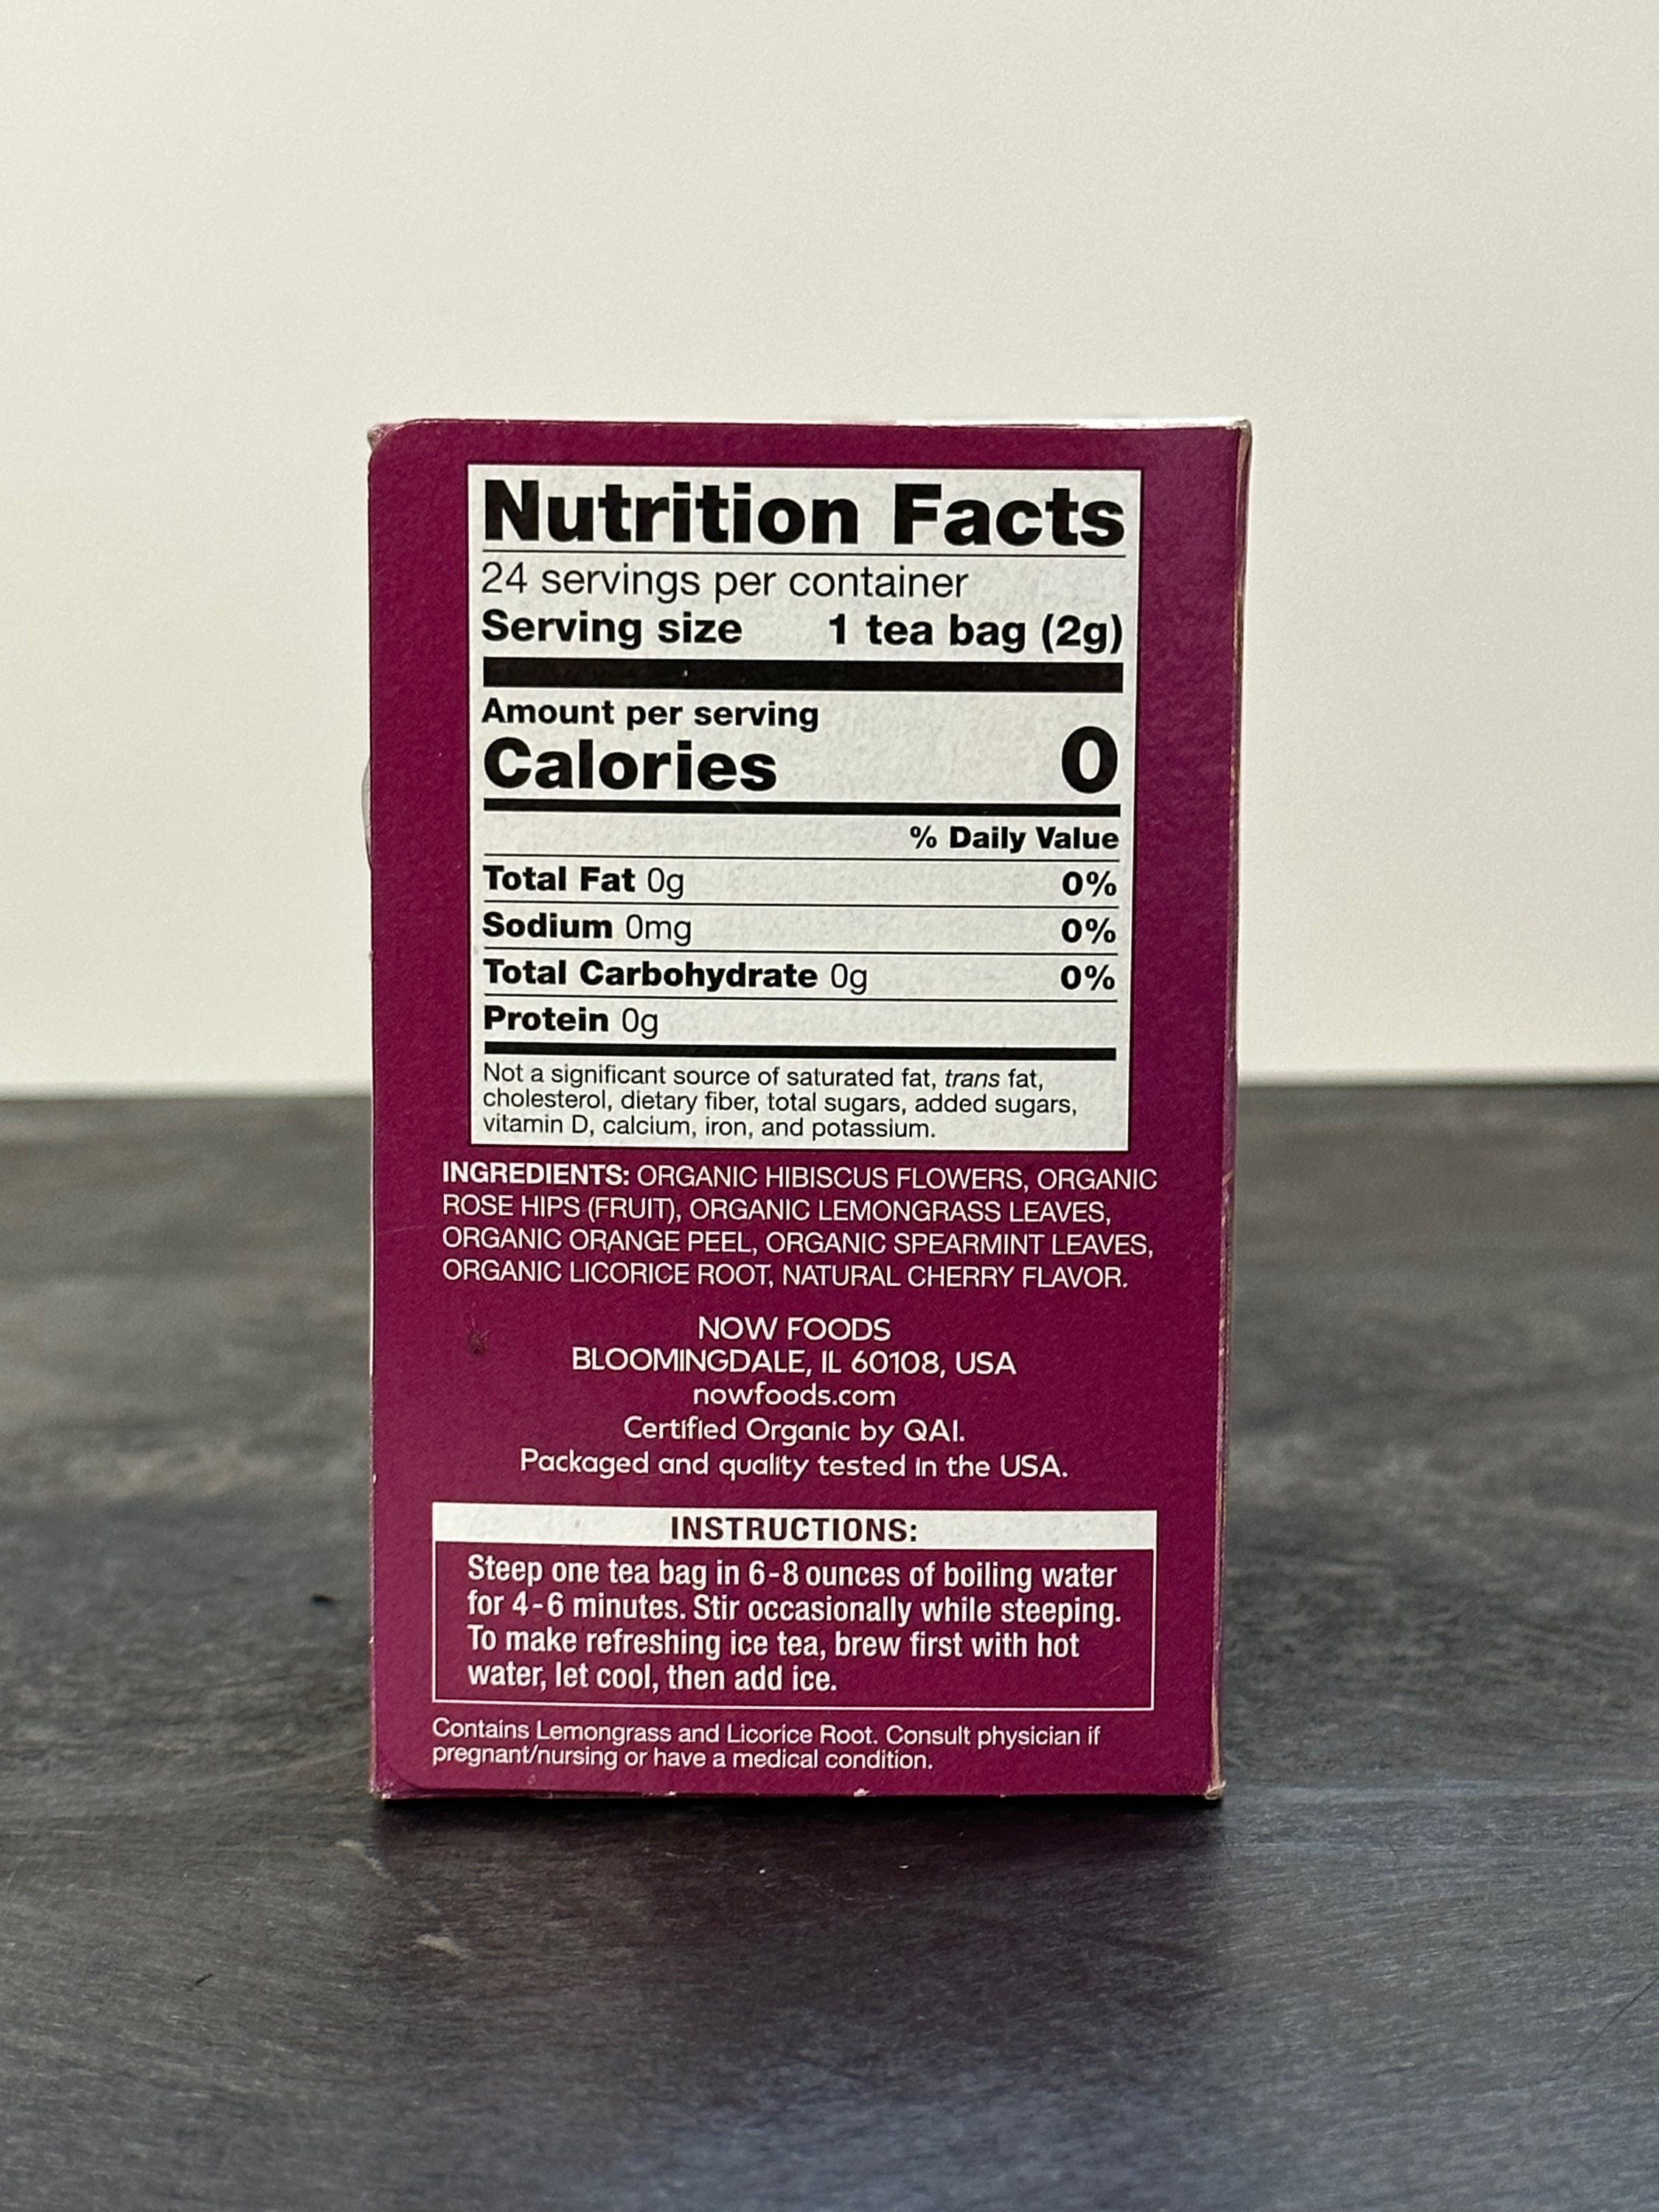 Nutrition Facts
24 servings per container
Serving size 1 tea bag (2g)
Amount per serving
Calories 0
% Daily Value
Total Fat 0g 0%
Sodium 0mg 0%
Total Carbohydrate 0g 0%
Protein 0g
Not a significant source of saturated fat, trans fat,
cholesterol, dietary fiber, total sugars, added sugars,
vitamin D, calcium, iron, and potassium.
INGREDIENTS: ORGANIC HIBISCUS FLOWERS, ORGANIC
ROSE HIPS (FRUIT), ORGANIC LEMONGRASS LEAVES,
ORGANIC ORANGE PEEL, ORGANIC SPEARMINT LEAVES,
ORGANIC LICORICE ROOT, NATURAL CHERRY FLAVOR.
NOW FOODS
BLOOMINGDALE, IL 60108, USA
nowfoods.com
Certified Organic by QAI.
Packaged and quality tested in the USA.
INSTRUCTIONS:
Steep one tea bag in 6-8 ounces of boiling water
for 4-6 minutes. Stir occasionally while steeping.
To make refreshing ice tea, brew first with hot
water, let cool, then add ice.
Contains Lemongrass and Licorice Root. Consult physician if
pregnant/nursing or have a medical condition.